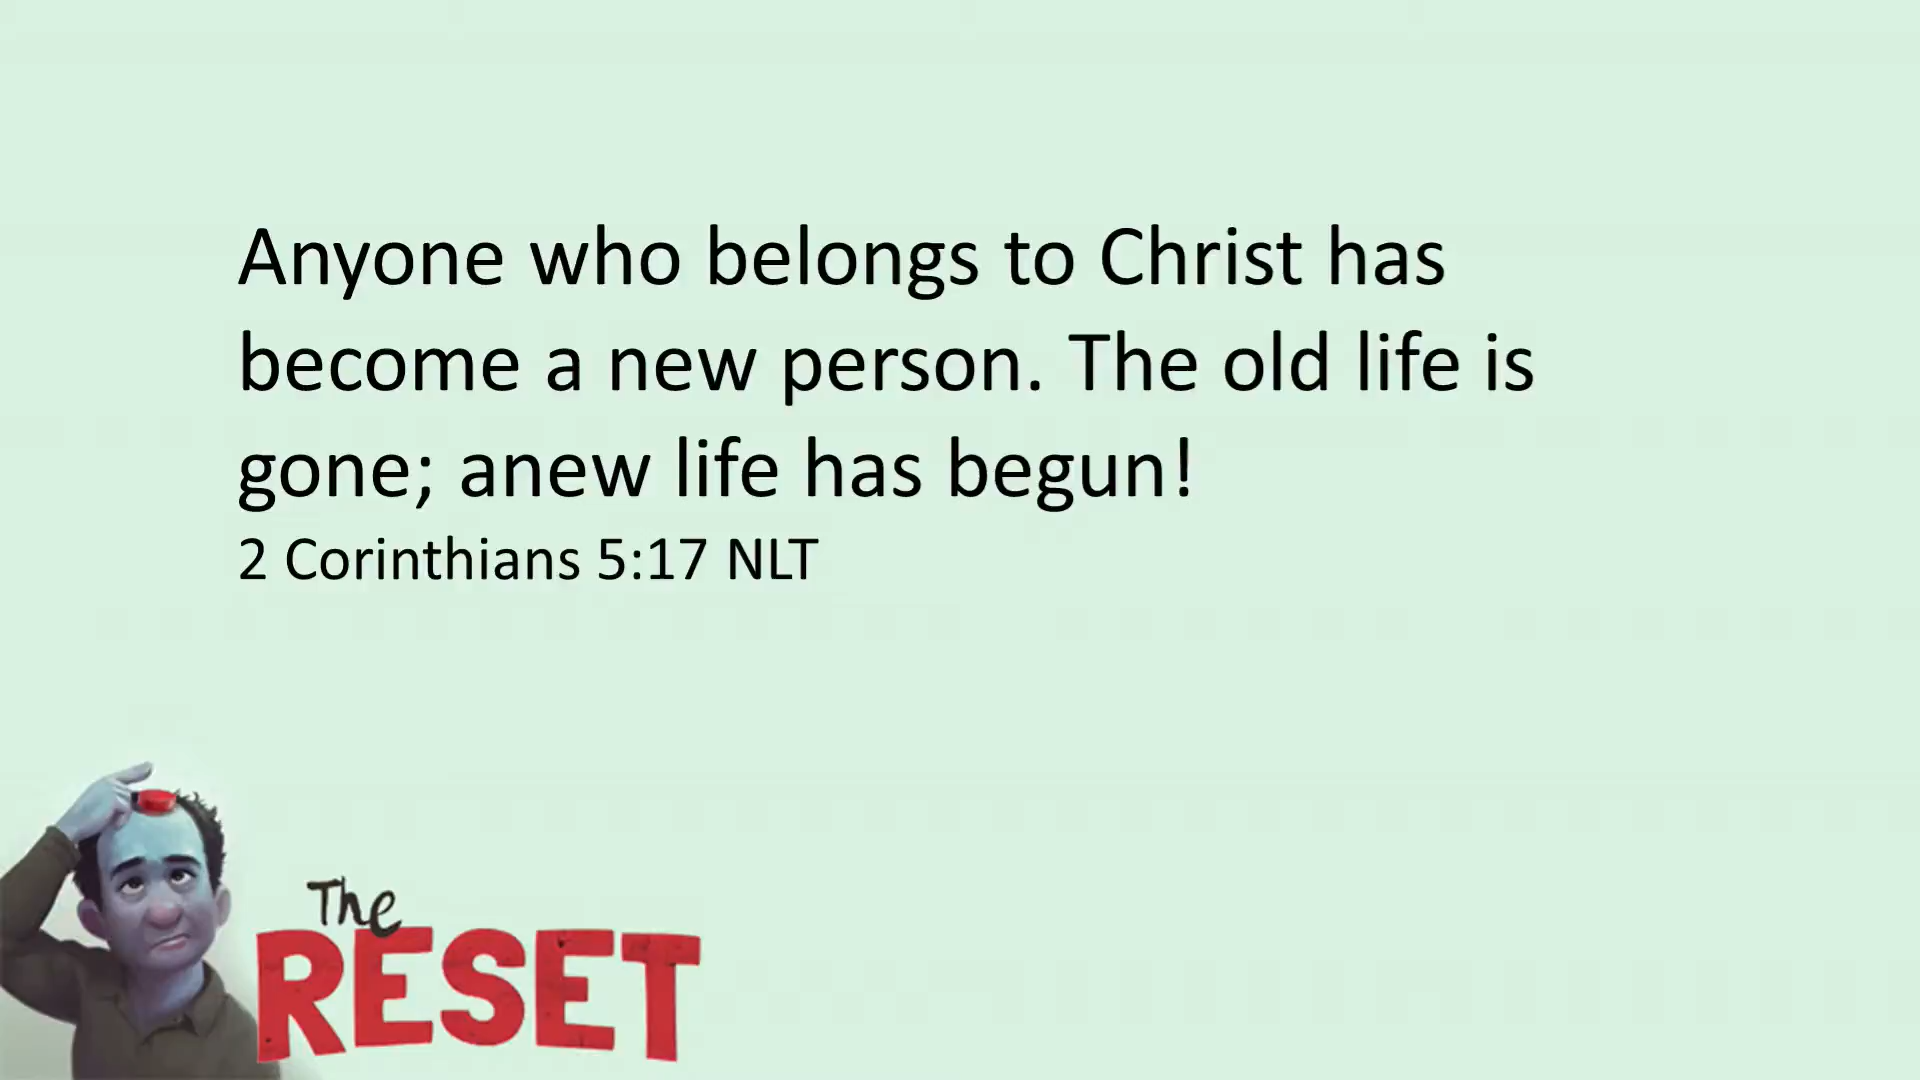 Anyone who belongs to Christ has
become a new person. The old life is
gone; anew life has begun!
2 Corinthians 5:17 NLT
The
RESET